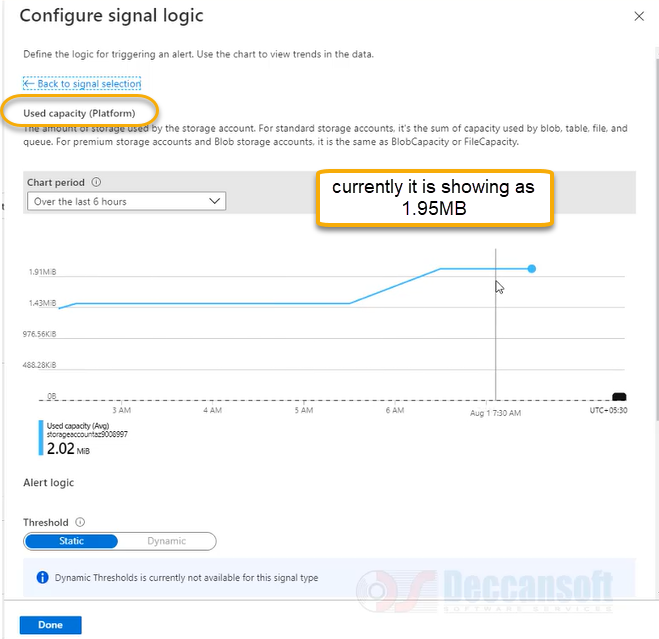 Configure signal logic
Define the logic for triggering an alert. Use the chart to view trends in the data.
← Back to signal selection
Used capacity (Platform)
The amount of storage used by the storage account. For standard storage accounts, it's the sum of capacity used by blob, table, file, and
queue. For premium storage accounts and Blob storage accounts, it is the same as BlobCapacity or FileCapacity.
Chart period
Over the last 6 hours
currently it is showing as
1.95MB
1.91MiB
1.43MiB
976.56KiB
488.28KiB
0B
3 AM 4 AM 5 AM 6 AM Aug 1 7:30 AM UTC+05:30
Used capacity (Avg)
storageaccountaz9008997
2.02 MiB
Alert logic
Threshold
Static Dynamic
Dynamic Thresholds is currently not available for this signal type
DS Deccansoft
SOFTWARE SERVICES
Done